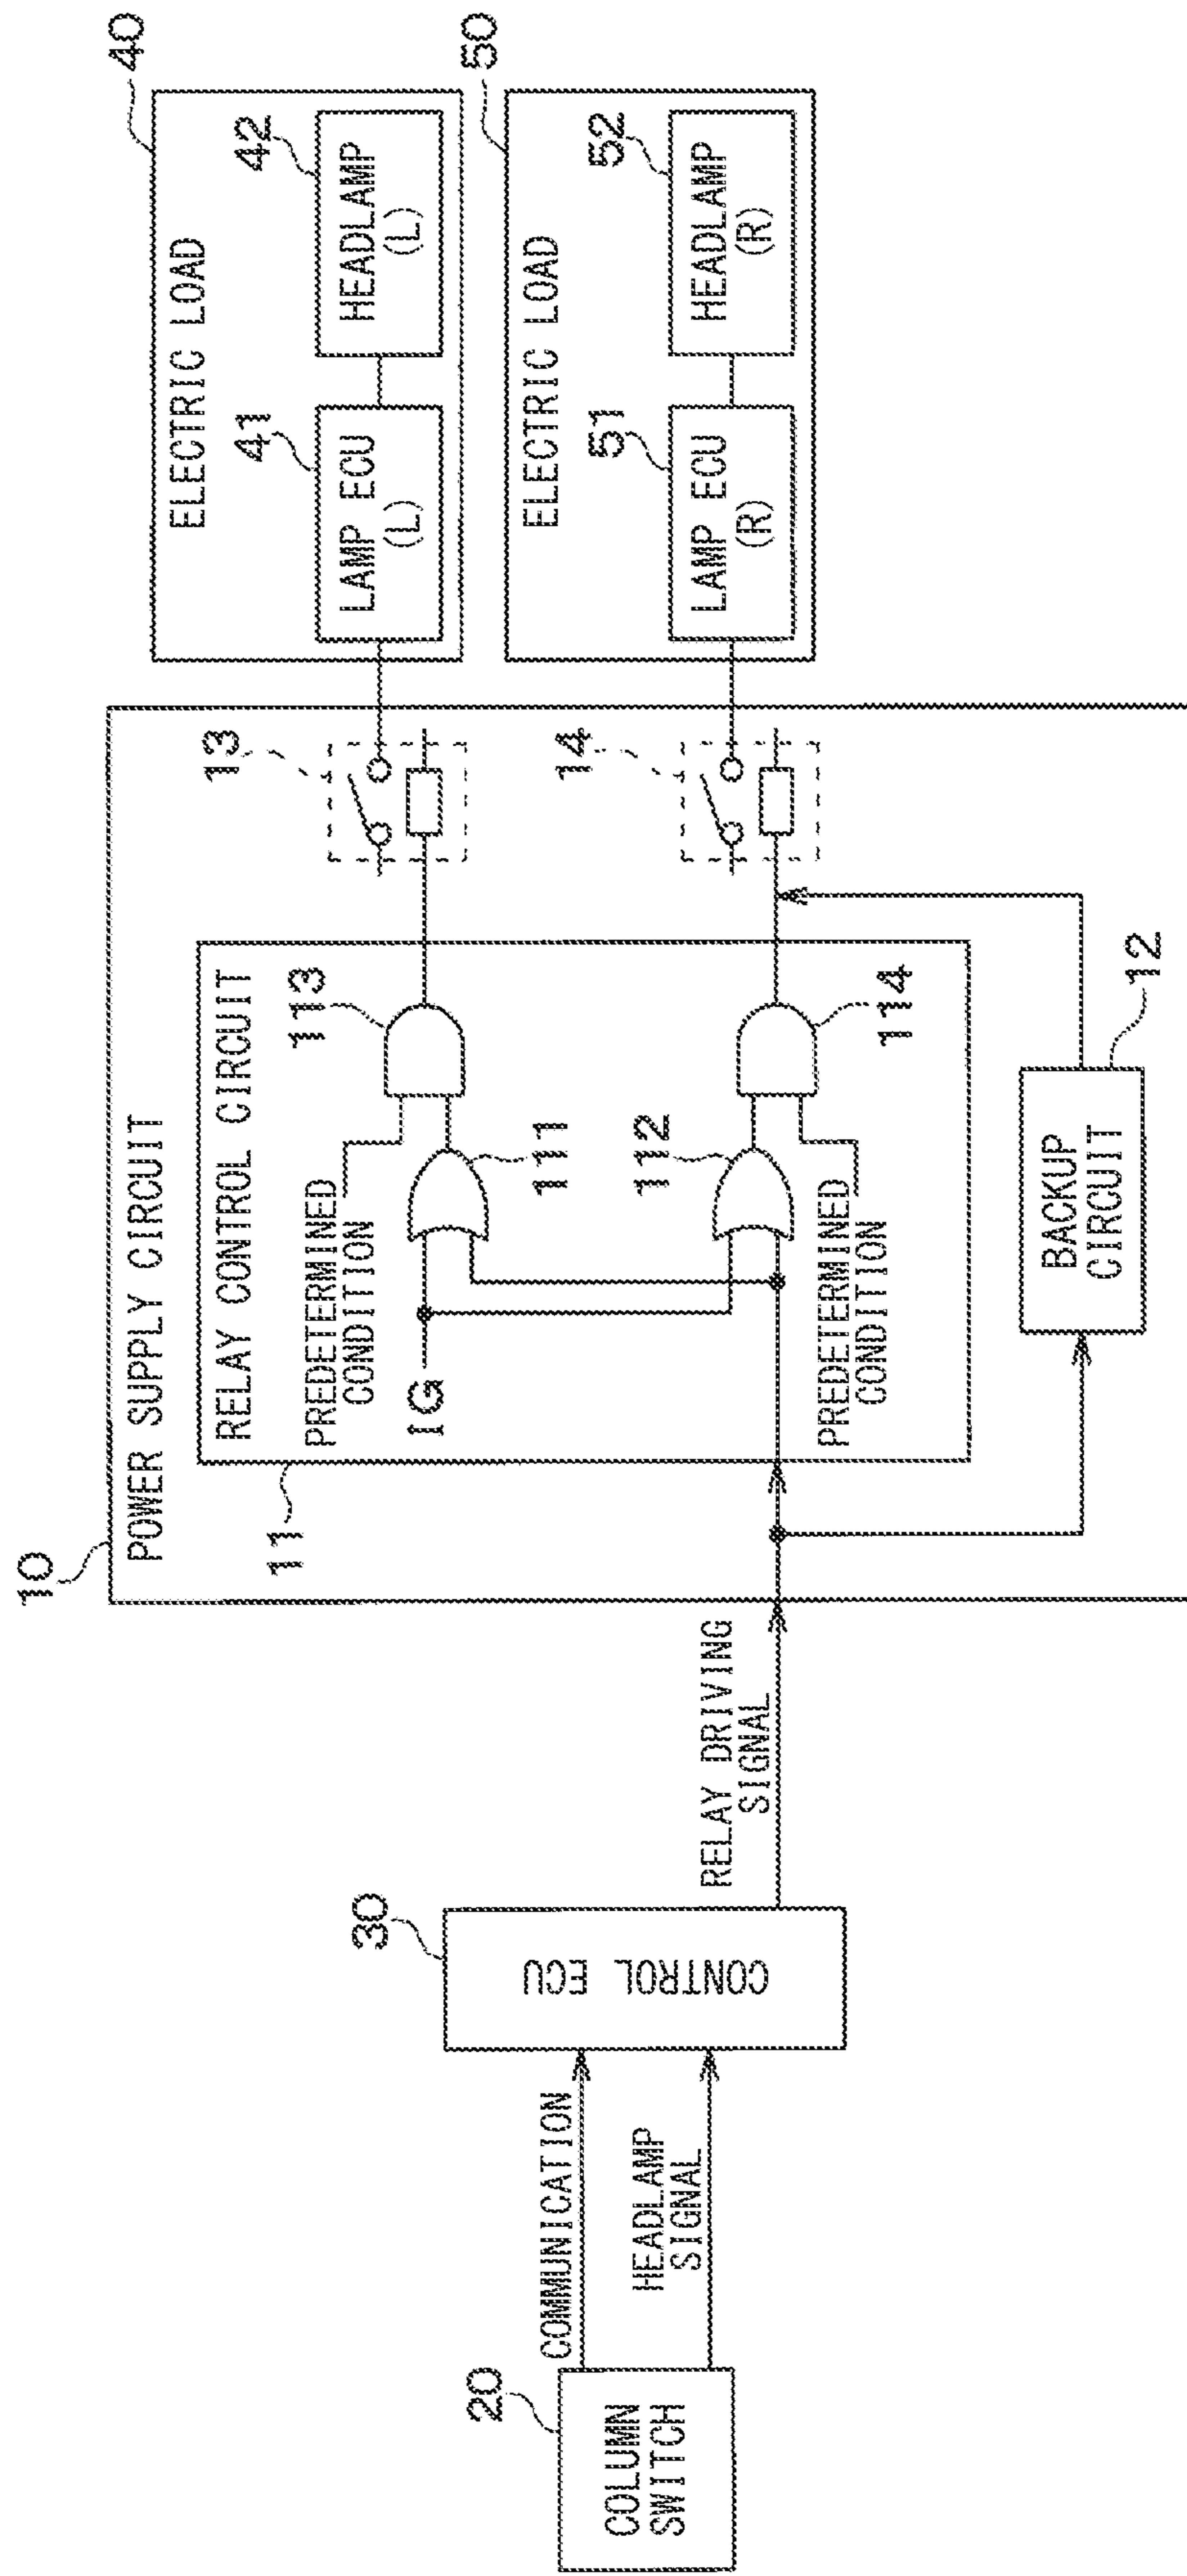 10
POWER SUPPLY CIRCUIT
11
RELAY CONTROL CIRCUIT
PREDETERMINED
CONDITION
113
IG
111
112
PREDETERMINED
CONDITION
114
13
14
BACKUP
CIRCUIT
12
40
ELECTRIC LOAD
41
LAMP ECU
(L)
42
HEADLAMP
(L)
50
ELECTRIC LOAD
51
LAMP ECU
(R)
52
HEADLAMP
(R)
20
COLUMN
SWITCH
COMMUNICATION
HEADLAMP
SIGNAL
30
CONTROL ECU
RELAY DRIVING
SIGNAL